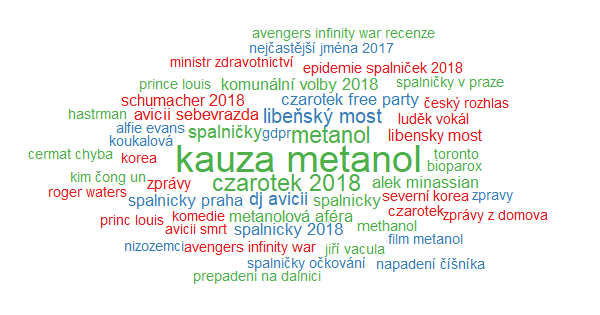 avengers infinity war recenze
nejčastější jména 2017
ministr zdravotnictví
epidemie spalniček 2018
prince louis
komunální volby 2018
spalničky v praze
schumacher 2018
czarotek free party
český rozhlas
hastrman
avicii sebevrazda
libeňský most
luděk vokál
alfie evans
spalničky
gdpr
metanol
libensky most
koukalová
cermat chyba
korea
kauza metanol
toronto
bioparox
kim čong un
zprávy
czarotek 2018
alek minassian
roger waters
spalnicky praha
dj avicii
spalnicky
severní korea
zpravy
princ louis
komedie
metanolová aféra
methanol
czarotek
zprávy z domova
avicii smrt
spalnicky 2018
nizozemci
avengers infinity war
jiří vacula
film metanol
spalničky očkování
napadení číšníka
prepadeni na dalnici